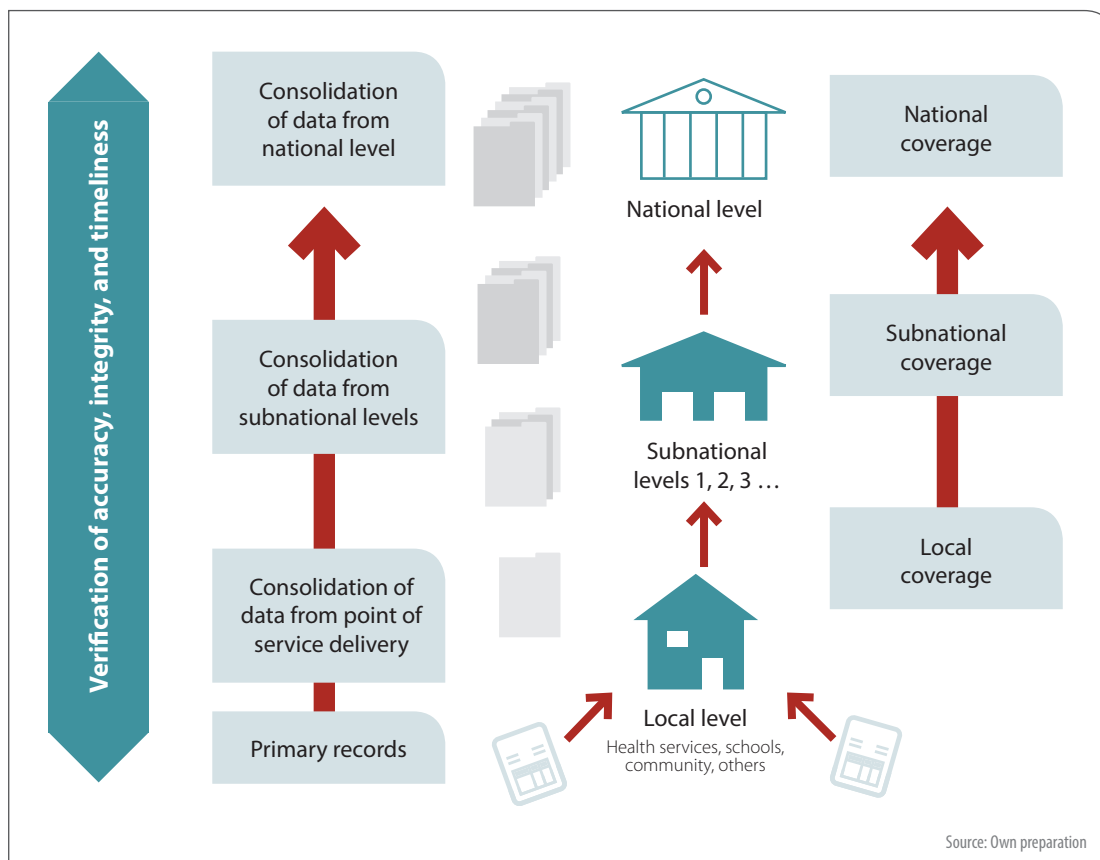 Verification of accuracy, integrity, and timeliness
Consolidation
of data from
national level
Consolidation
of data from
subnational levels
Consolidation of
data from point of
service delivery
Primary records
National level
Subnational
levels 1, 2, 3 ...
Local level
Health services, schools,
community, others
National
coverage
Subnational
coverage
Local
coverage
Source: Own preparation